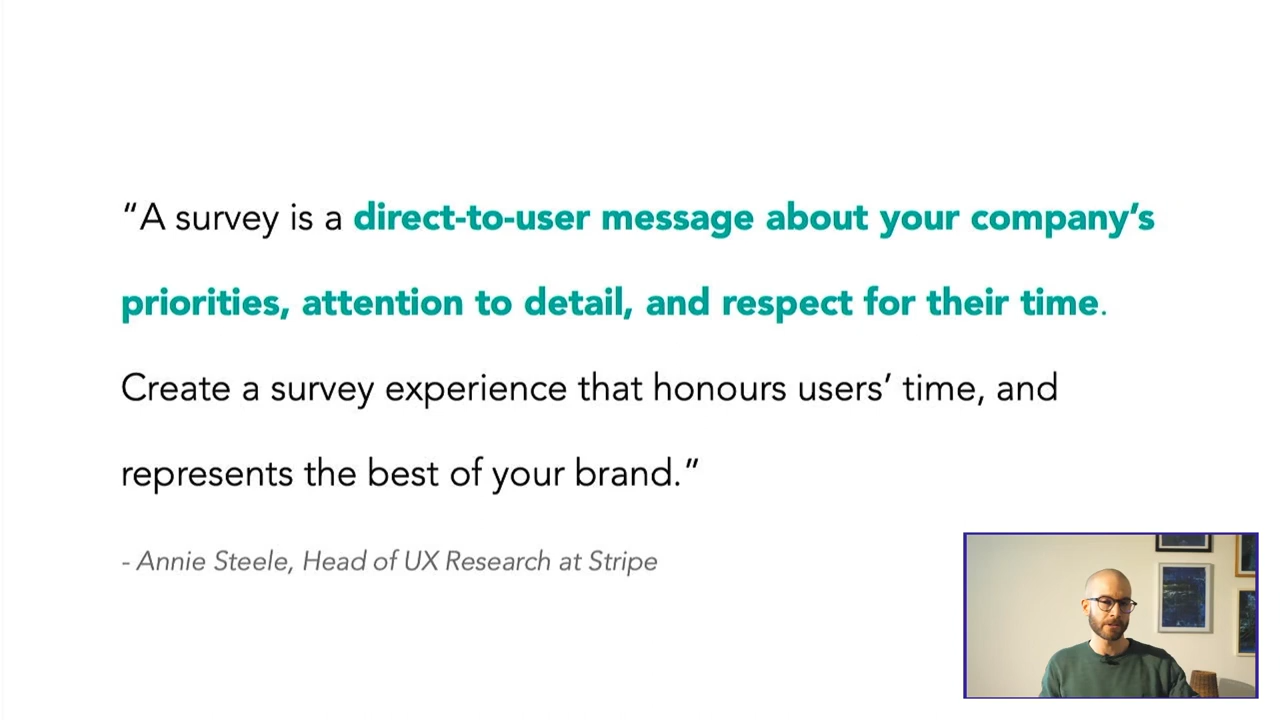 “A survey is a direct-to-user message about your company’s
priorities, attention to detail, and respect for their time.
Create a survey experience that honours users’ time, and
represents the best of your brand.”
- Annie Steele, Head of UX Research at Stripe